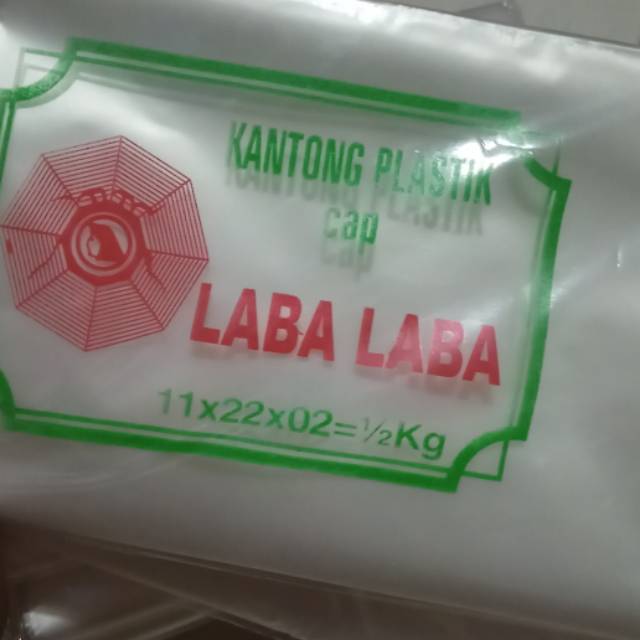 KANTONG PLASTIK
cap
LABA LABA
11x22x02=½Kg